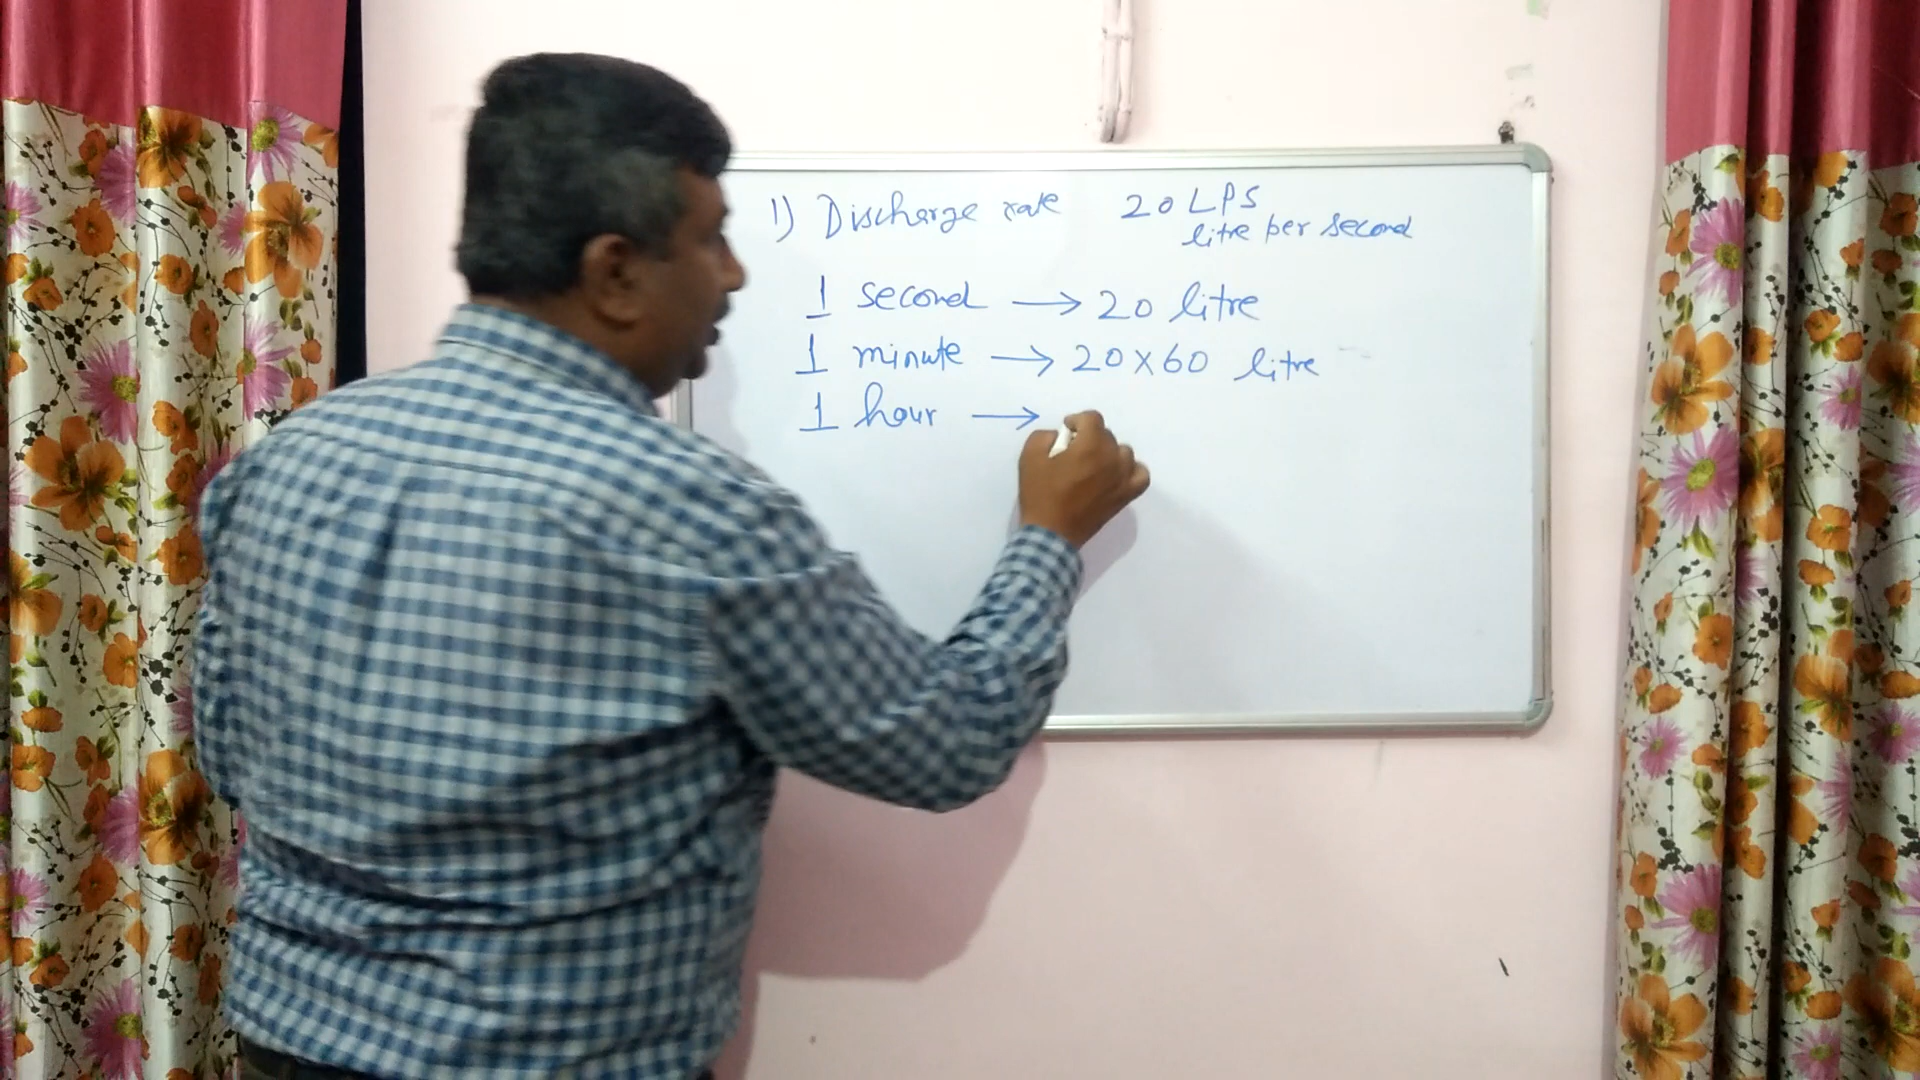 1) Discharge rate 20 LPS
litre per second
1 second → 20 litre
1 minute → 20 x 60 litre
1 hour →